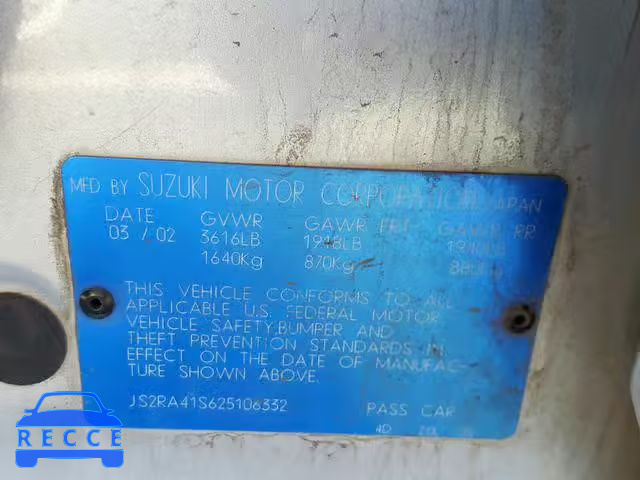 MFD BY SUZUKI MOTOR CORPORATION, JAPAN
DATE GVWR GAWR FRT GAWR RR
03 / 02 3616LB 1918LB
1640Kg 870Kg 880Kg
THIS VEHICLE CONFORMS TO ALL
APPLICABLE U.S. FEDERAL MOTOR
VEHICLE SAFETY,BUMPER AND
THEFT PREVENTION STANDARDS IN
EFFECT ON THE DATE OF MANUFAC-
TURE SHOWN ABOVE.
JS2RA41S625106332 PASS CAR
RECCE